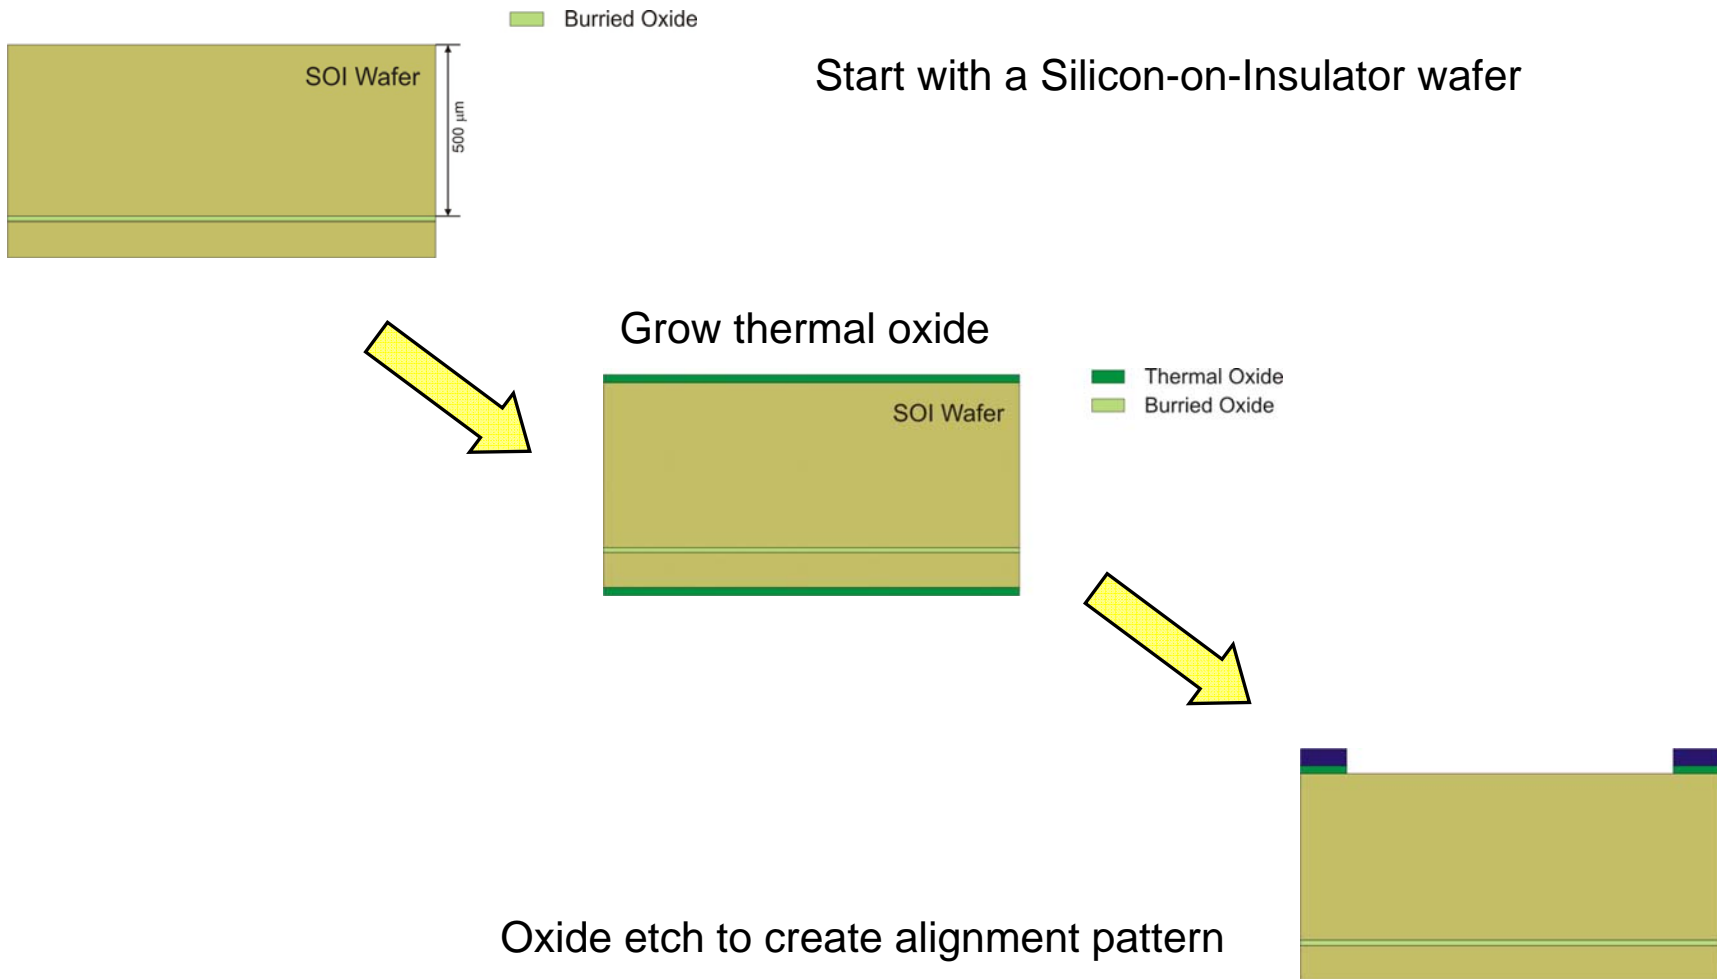 Burried Oxide
SOI Wafer
500 µm
Start with a Silicon-on-Insulator wafer
Grow thermal oxide
SOI Wafer
Thermal Oxide
Burried Oxide
Oxide etch to create alignment pattern